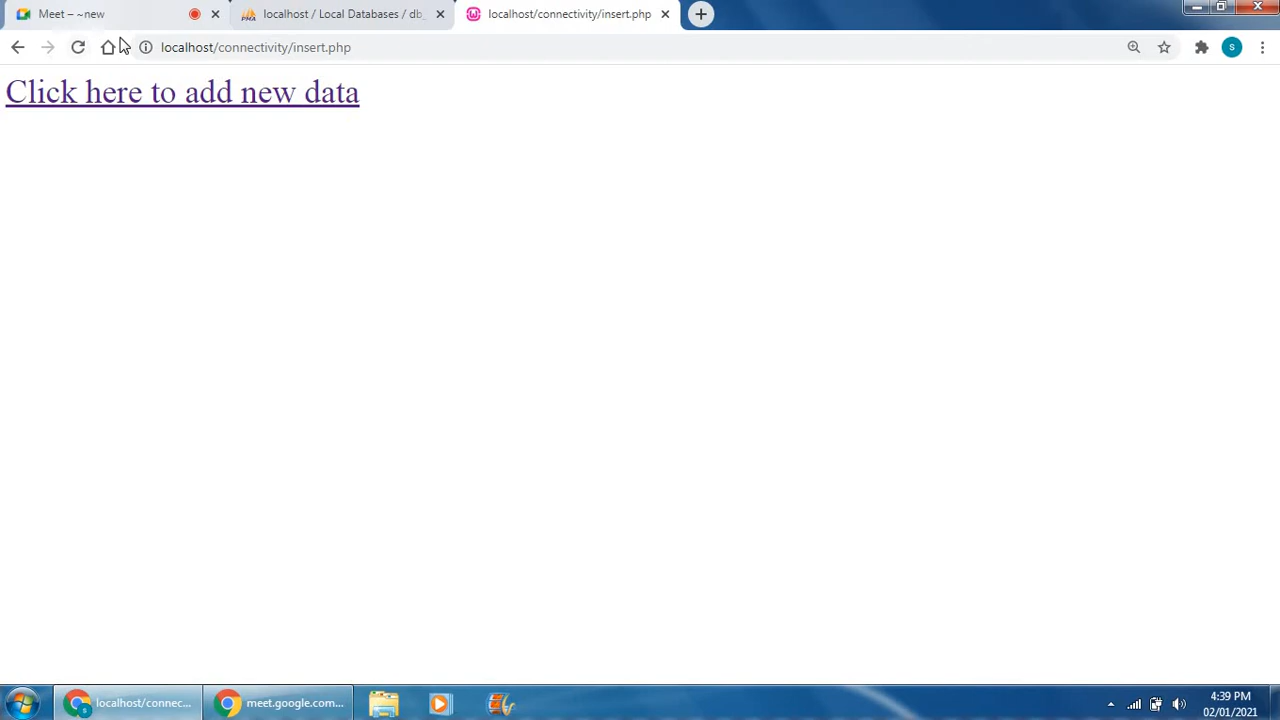 Meet – ~new
localhost / Local Databases / db_
localhost/connectivity/insert.php
localhost/connectivity/insert.php
S
Click here to add new data
localhost/connec...
meet.google.com...
4:39 PM
02/01/2021